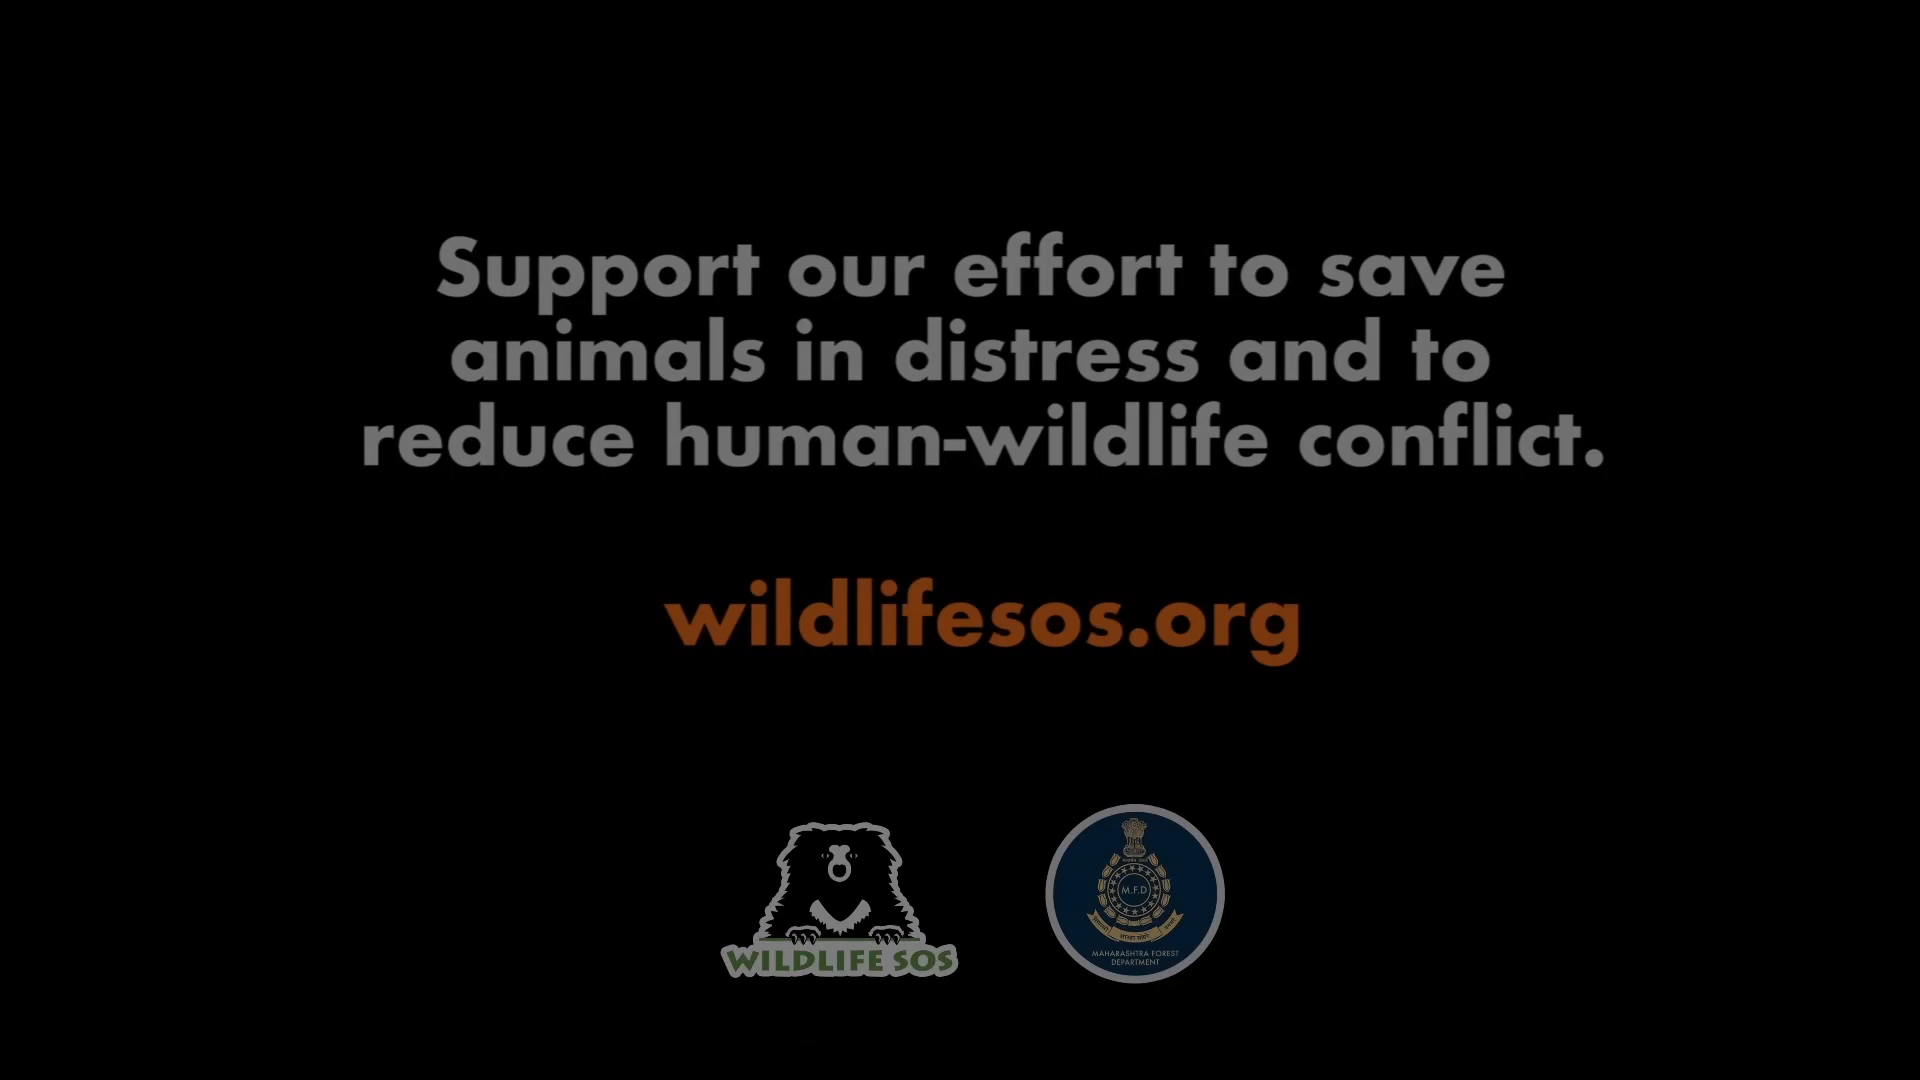 Support our effort to save
animals in distress and to
reduce human-wildlife conflict.
wildlifesos.org
WILDLIFE SOS
M.F.D
MAHARASHTRA FOREST
DEPARTMENT